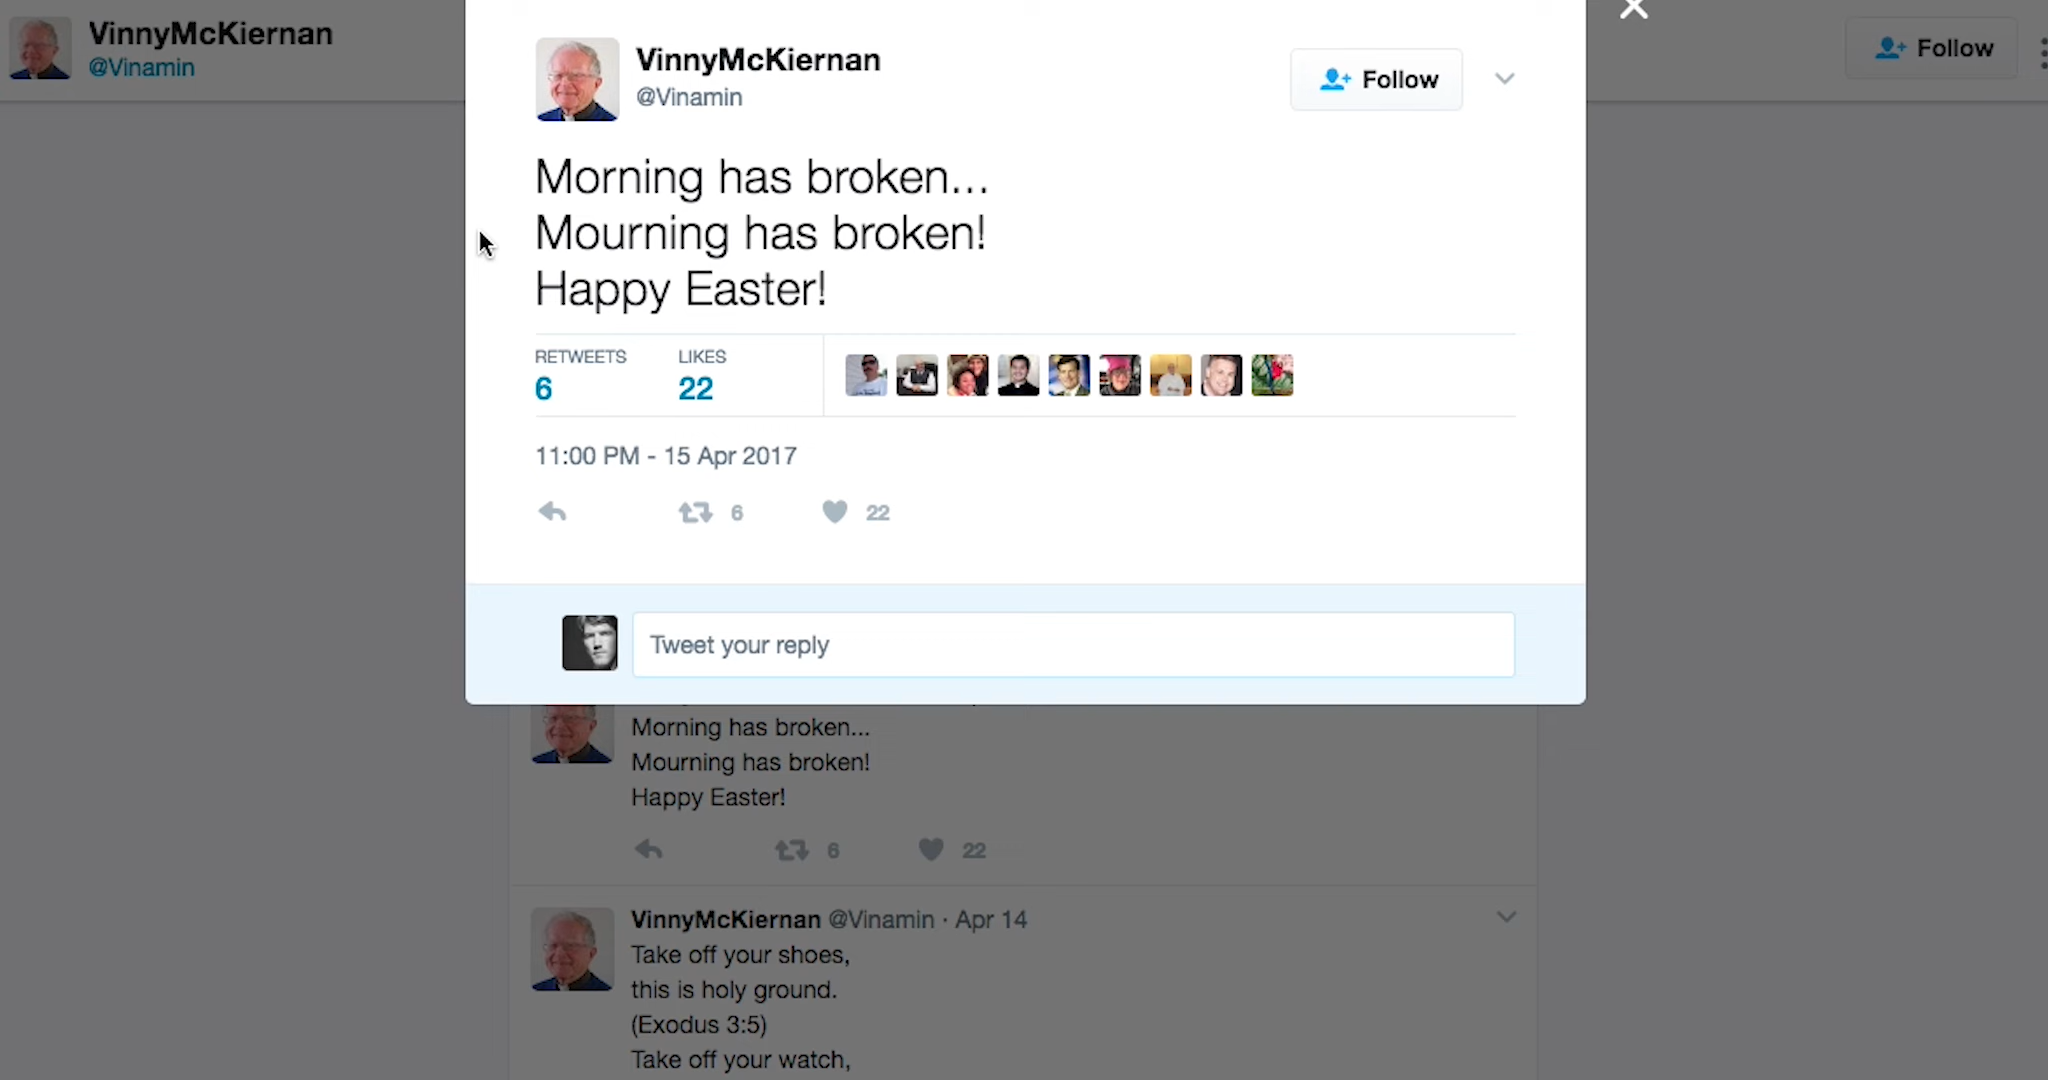 VinnyMcKiernan
@Vinamin
Follow
VinnyMcKiernan
@Vinamin
Follow
Morning has broken...
Mourning has broken!
Happy Easter!
RETWEETS
6
LIKES
22
11:00 PM - 15 Apr 2017
6
22
Tweet your reply
Morning has broken...
Mourning has broken!
Happy Easter!
6
22
VinnyMcKiernan @Vinamin · Apr 14
Take off your shoes,
this is holy ground.
(Exodus 3:5)
Take off your watch,